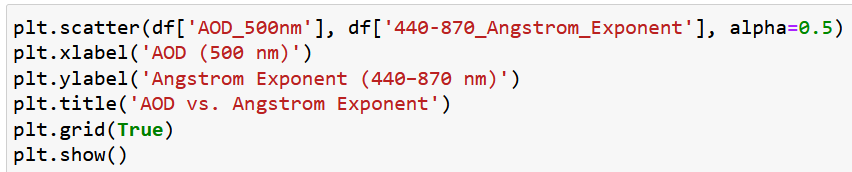 plt.scatter(df['AOD_500nm'], df['440-870_Angstrom_Exponent'], alpha=0.5)
plt.xlabel('AOD (500 nm)')
plt.ylabel('Angstrom Exponent (440–870 nm)')
plt.title('AOD vs. Angstrom Exponent')
plt.grid(True)
plt.show()